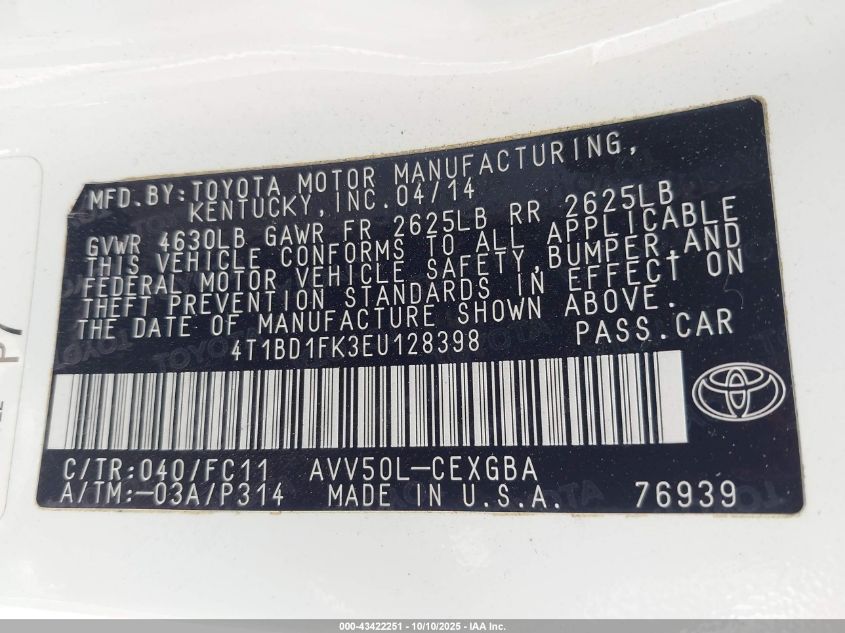 MFD.BY:TOYOTA MOTOR MANUFACTURING,
KENTUCKY, INC.04/14
GVWR 4630LB GAWR FR 2625LB RR 2625LB
THIS VEHICLE CONFORMS TO ALL APPLICABLE
FEDERAL MOTOR VEHICLE SAFETY,BUMPER,AND
THEFT PREVENTION STANDARDS IN EFFECT ON
THE DATE OF MANUFACTURE SHOWN ABOVE.
4T1BD1FK3EU128398 PASS.CAR
C/TR:040/FC11 AVV50L-CEXGBA
A/TM:-03A/P314 MADE IN U.S.A. 76939
000-43422251 - 10/10/2025 - IAA Inc.